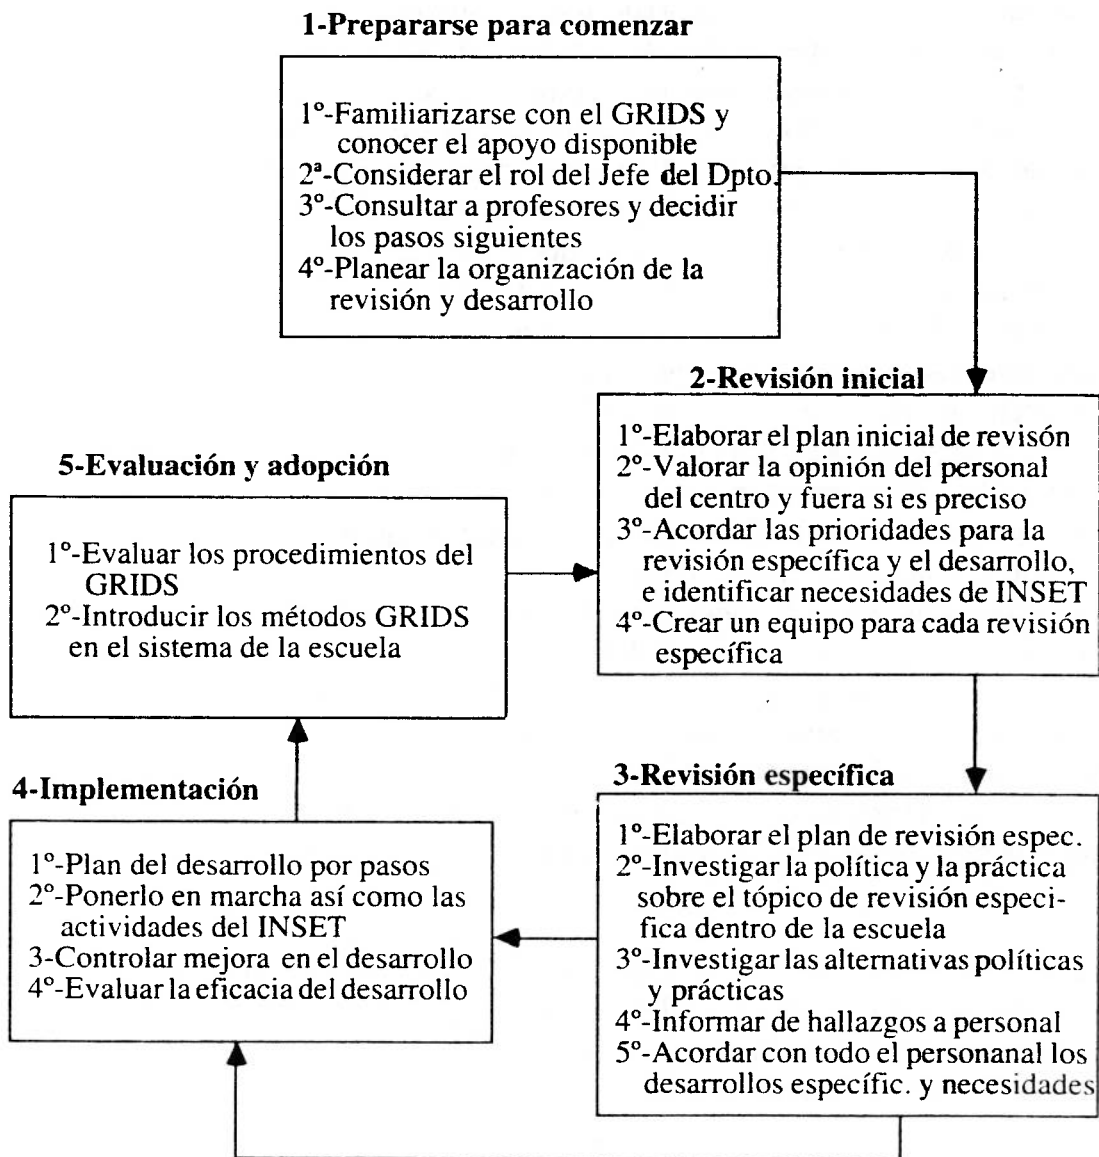 1-Prepararse para comenzar
1º-Familiarizarse con el GRIDS y
conocer el apoyo disponible
2ª-Considerar el rol del Jefe del Dpto.
3º-Consultar a profesores y decidir
los pasos siguientes
4º-Planear la organización de la
revisión y desarrollo
2-Revisión inicial
1º-Elaborar el plan inicial de revisón
2º-Valorar la opinión del personal
del centro y fuera si es preciso
3º-Acordar las prioridades para la
revisión específica y el desarrollo,
e identificar necesidades de INSET
4º-Crear un equipo para cada revisión
específica
3-Revisión específica
1º-Elaborar el plan de revisión espec.
2º-Investigar la política y la práctica
sobre el tópico de revisión especi-
fica dentro de la escuela
3º-Investigar las alternativas políticas
y prácticas
4º-Informar de hallazgos a personal
5º-Acordar con todo el personanal los
desarrollos específic. y necesidades
4-Implementación
1º-Plan del desarrollo por pasos
2º-Ponerlo en marcha así como las
actividades del INSET
3-Controlar mejora en el desarrollo
4º-Evaluar la eficacia del desarrollo
5-Evaluación y adopción
1º-Evaluar los procedimientos del
GRIDS
2º-Introducir los métodos GRIDS
en el sistema de la escuela